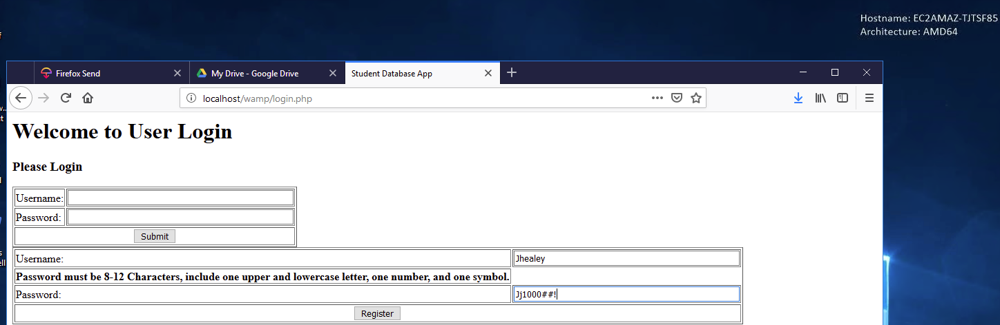 Hostname: EC2AMAZ-TJTSF85
Architecture: AMD64
Firefox Send
My Drive - Google Drive
Student Database App
localhost/wamp/login.php
Welcome to User Login
Please Login
Username:
Password:
Submit
Username: Jhealey
Password must be 8-12 Characters, include one upper and lowercase letter, one number, and one symbol.
Password: Jj1000##!
Register